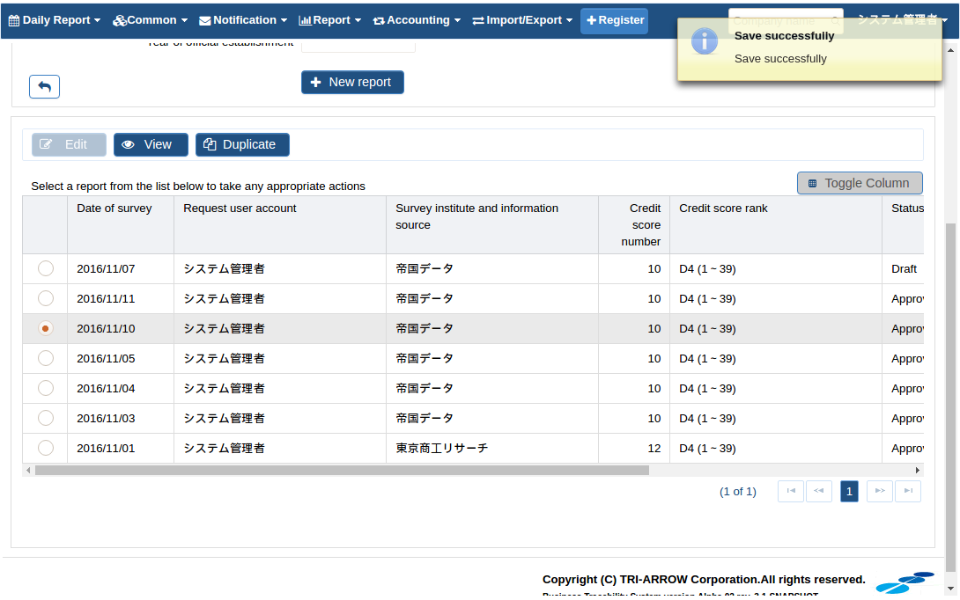 Daily Report Common Notification Report Accounting Import/Export Register システム管理者
Save successfully
Save successfully
Year of official establishment
New report
Edit View Duplicate
Toggle Column
Select a report from the list below to take any appropriate actions
Date of survey Request user account Survey institute and information source Credit score number Credit score rank Status
2016/11/07 システム管理者 帝国データ 10 D4 (1 ~ 39) Draft
2016/11/11 システム管理者 帝国データ 10 D4 (1 ~ 39) Approv
2016/11/10 システム管理者 帝国データ 10 D4 (1 ~ 39) Approv
2016/11/05 システム管理者 帝国データ 10 D4 (1 ~ 39) Approv
2016/11/04 システム管理者 帝国データ 10 D4 (1 ~ 39) Approv
2016/11/03 システム管理者 帝国データ 10 D4 (1 ~ 39) Approv
2016/11/01 システム管理者 東京商工リサーチ 12 D4 (1 ~ 39) Approv
(1 of 1) 1
Copyright (C) TRI-ARROW Corporation.All rights reserved.
Business Traceability System version Alpha 02 rev. 2.1 SNAPSHOT